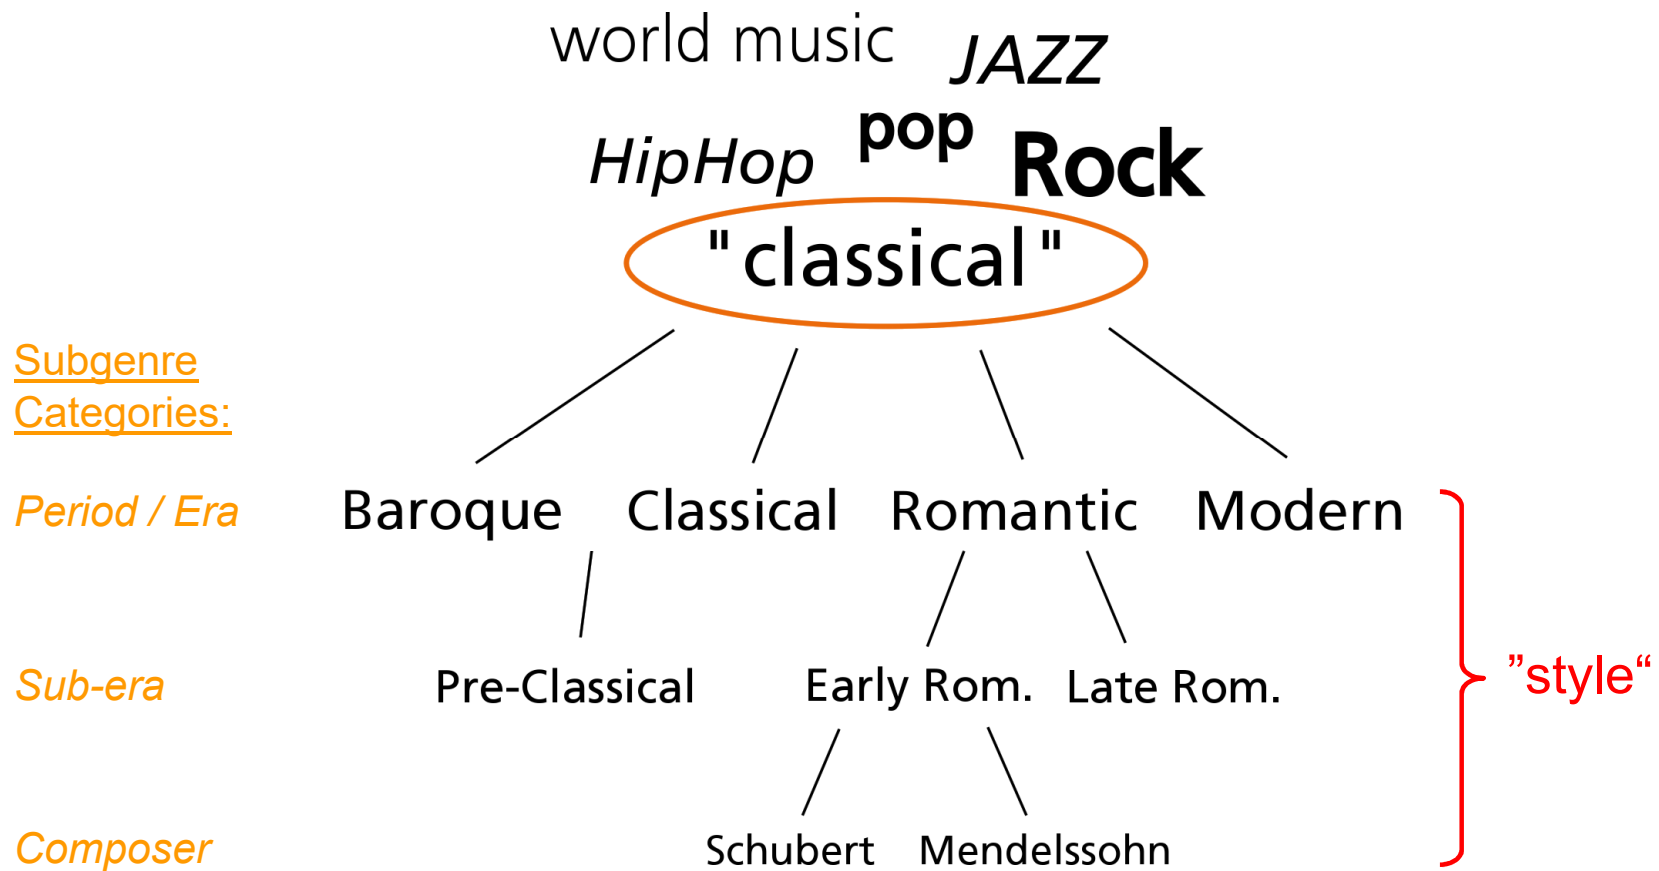 world music JAZZ
HipHop pop Rock
"classical"
Subgenre
Categories:
Period / Era Baroque Classical Romantic Modern
Sub-era Pre-Classical Early Rom. Late Rom. ”style“
Composer Schubert Mendelssohn